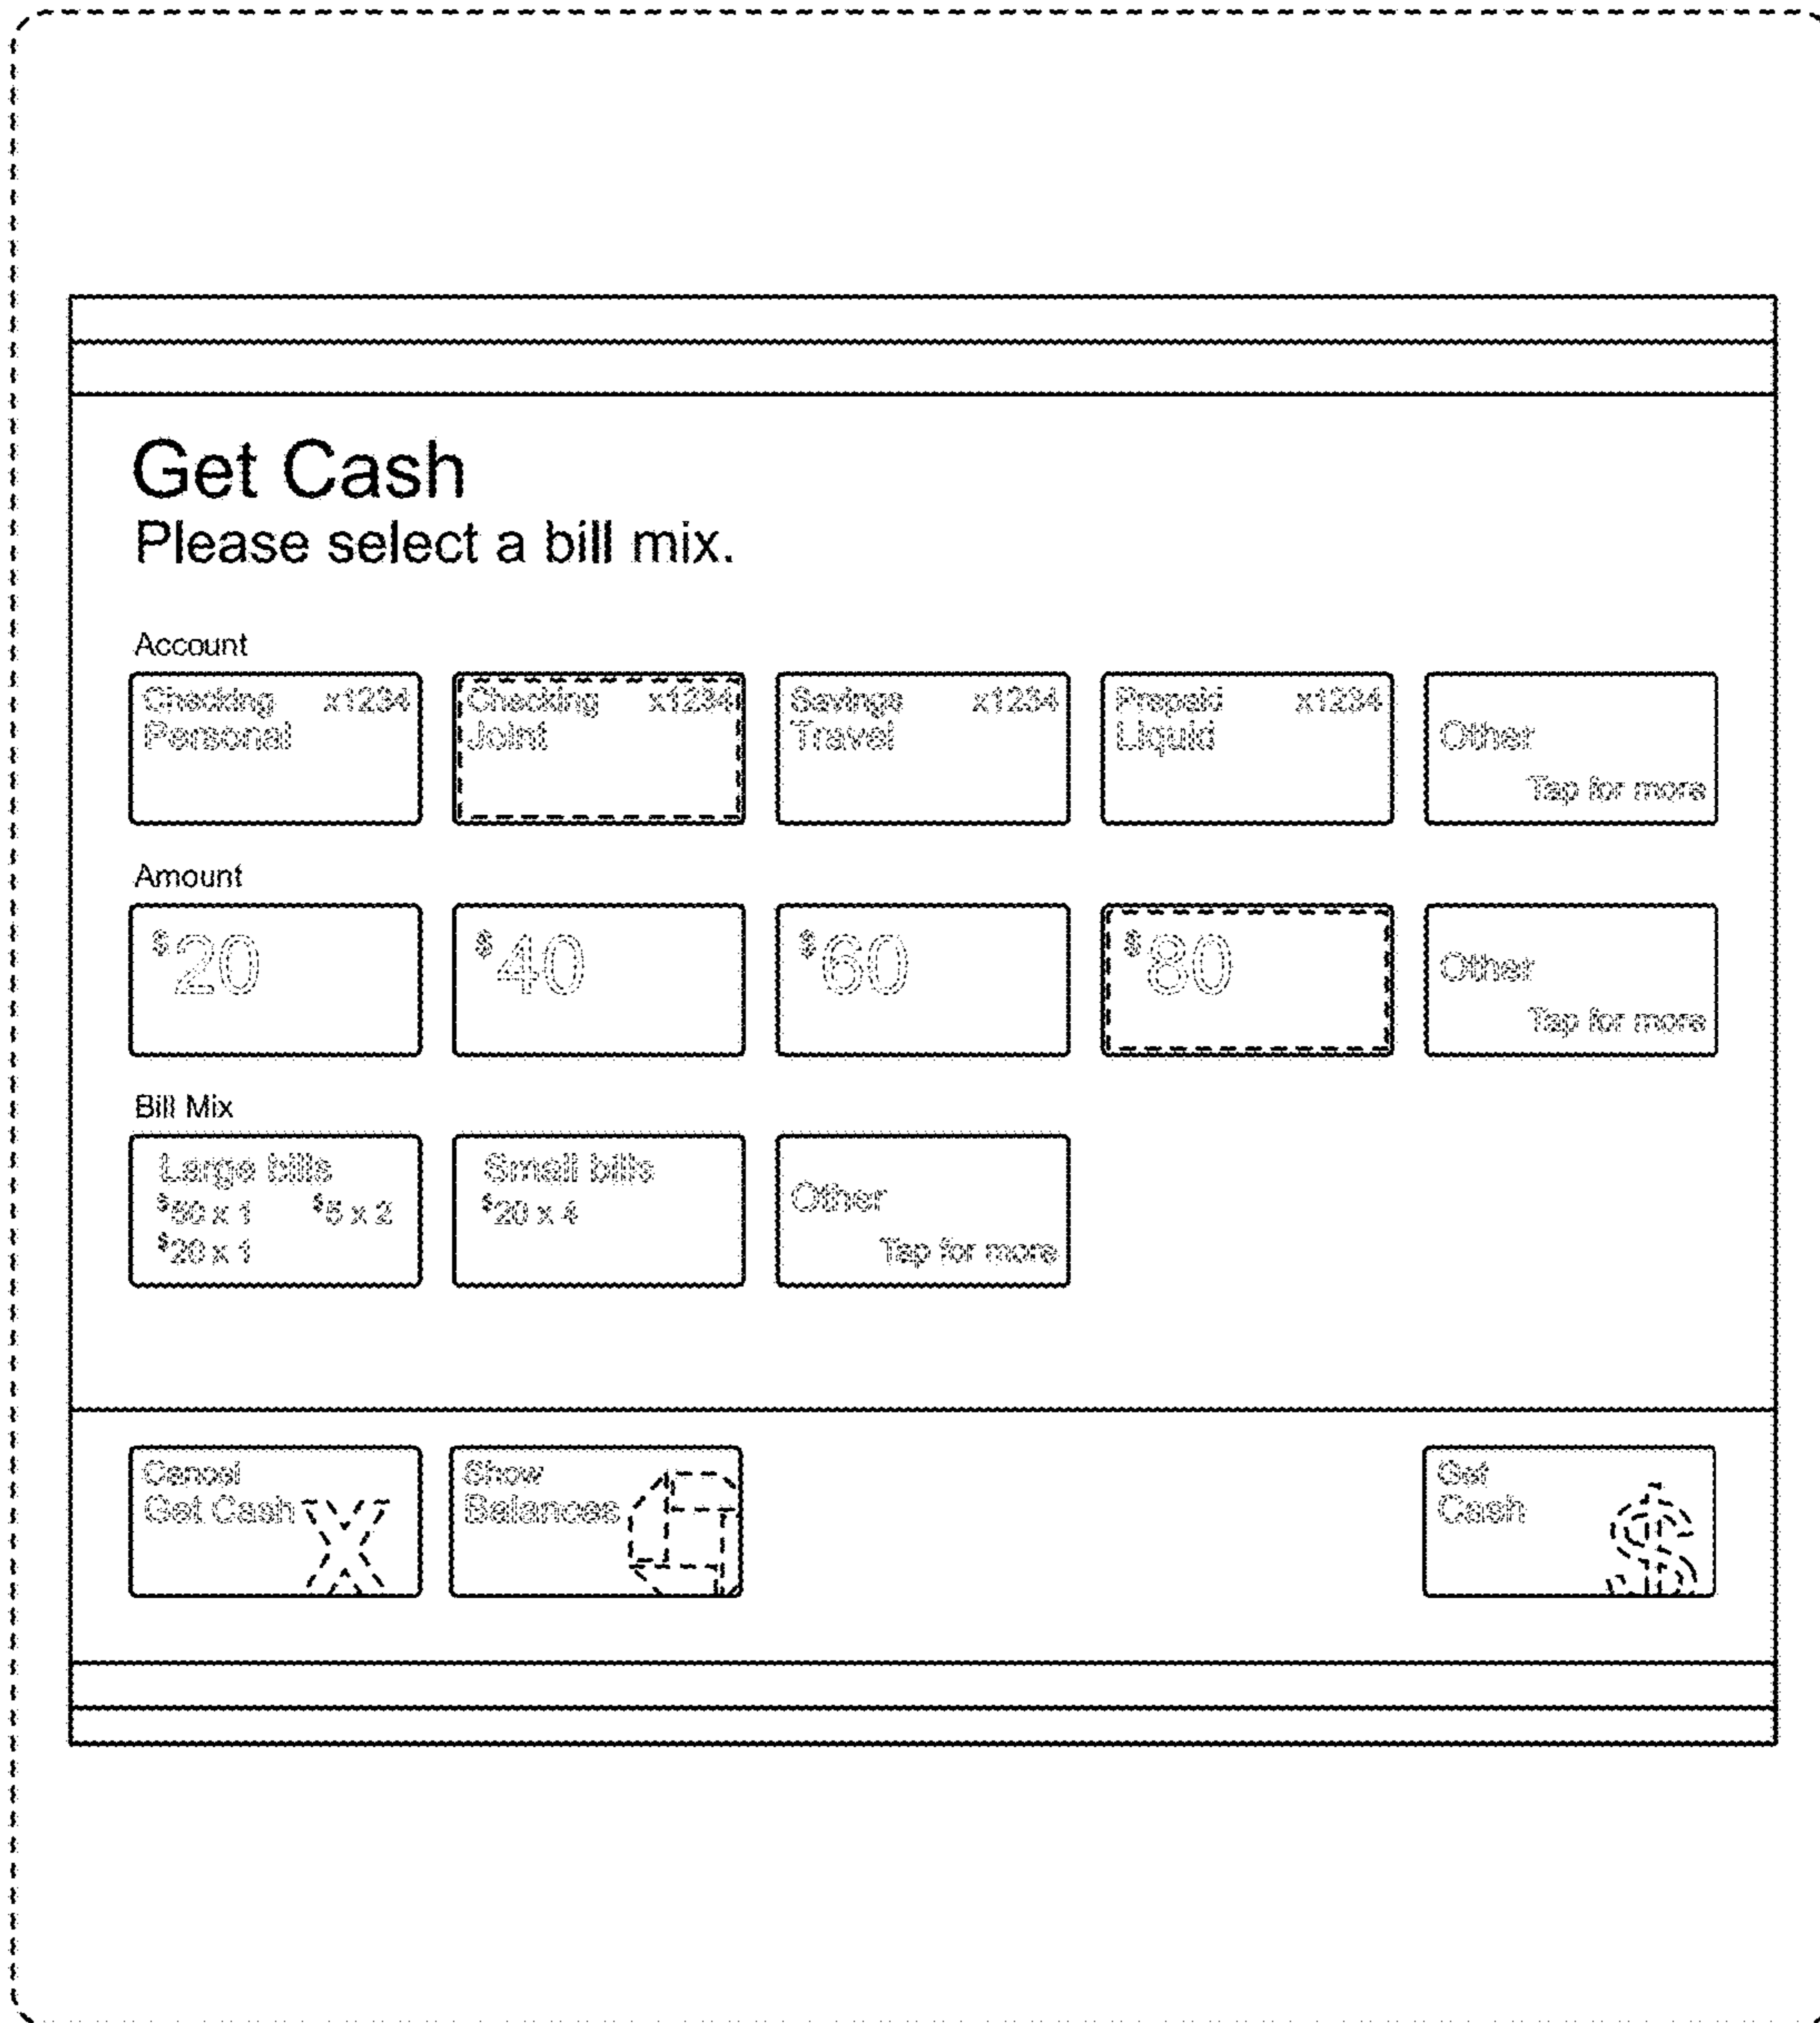 Get Cash
Please select a bill mix.
Account
Checking x1234
Personal
Checking x1234
Joint
Savings x1234
Travel
Prepaid x1234
Liquid
Other
Tap for more
Amount
$20
$40
$60
$80
Other
Tap for more
Bill Mix
Large bills
$50 x 1 $5 x 2
$20 x 1
Small bills
$20 x 4
Other
Tap for more
Cancel
Get Cash X
Show
Balances
Get
Cash $